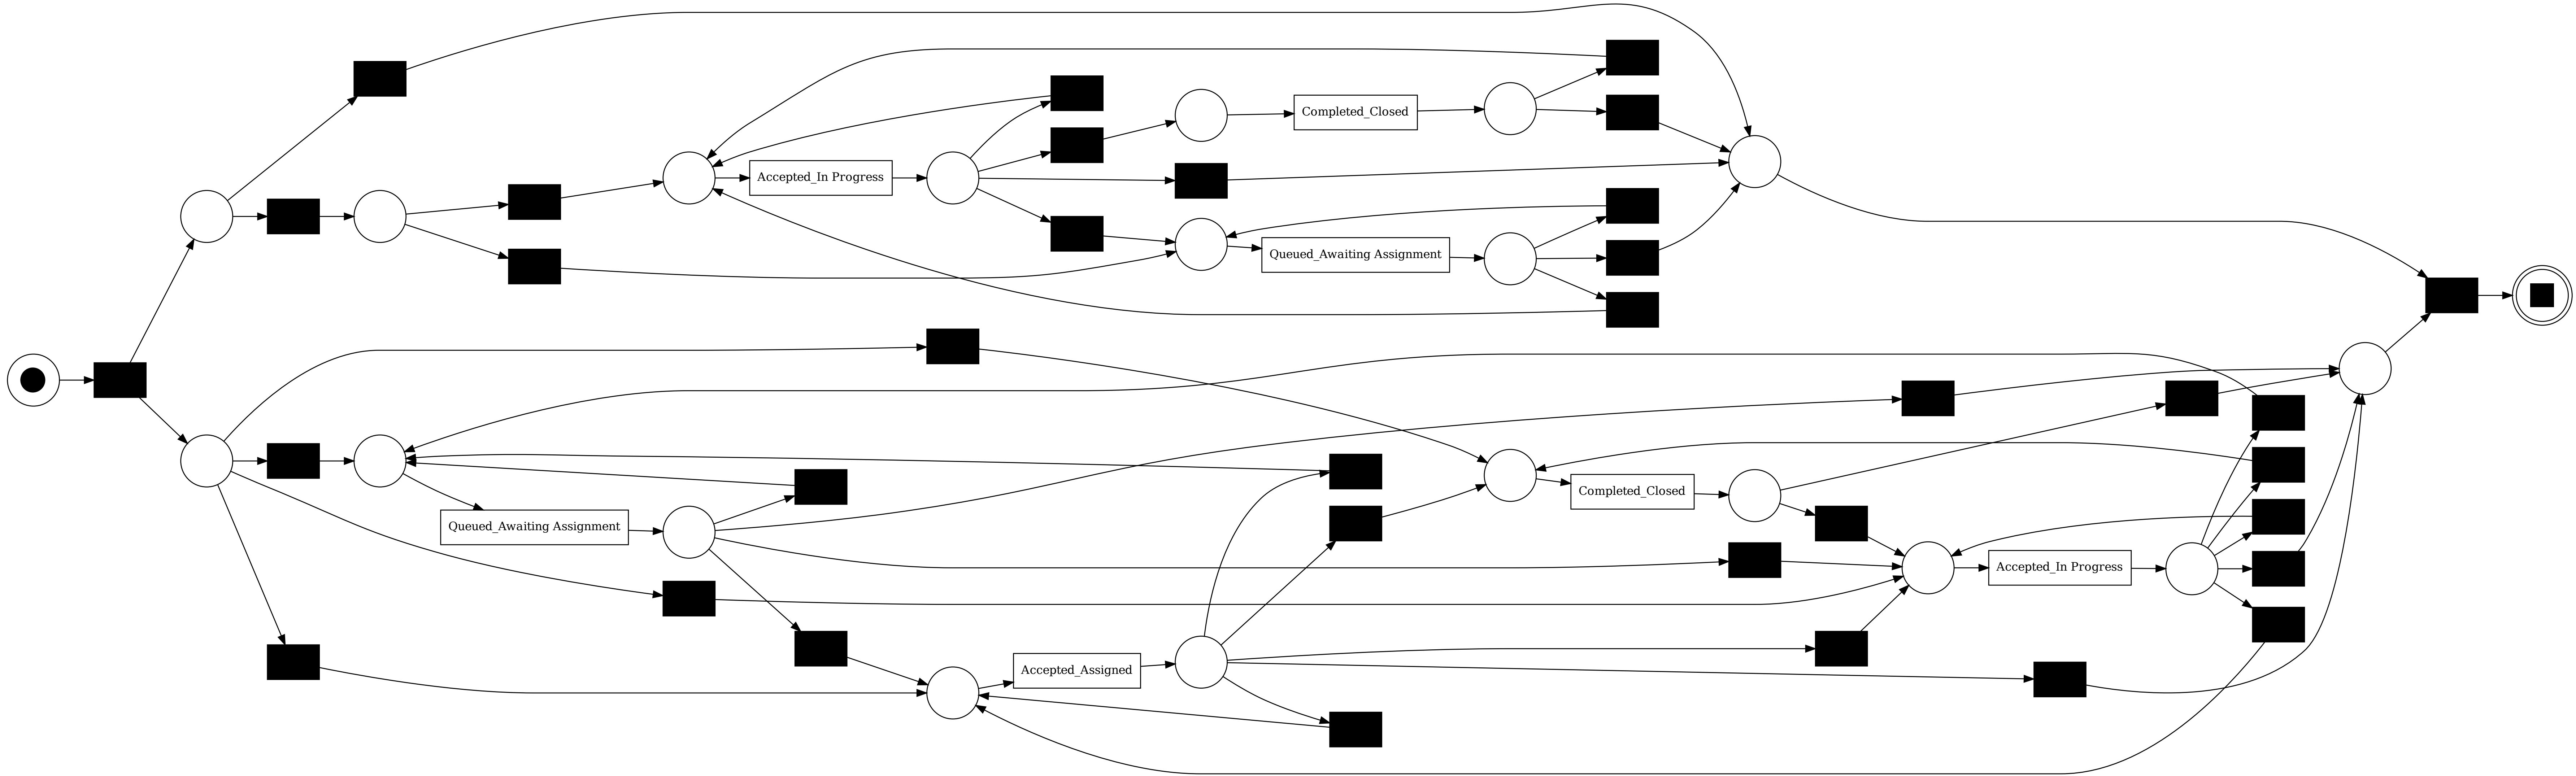 Completed_Closed
Accepted_In Progress
Queued_Awaiting Assignment
Completed_Closed
Queued_Awaiting Assignment
Accepted_In Progress
Accepted_Assigned